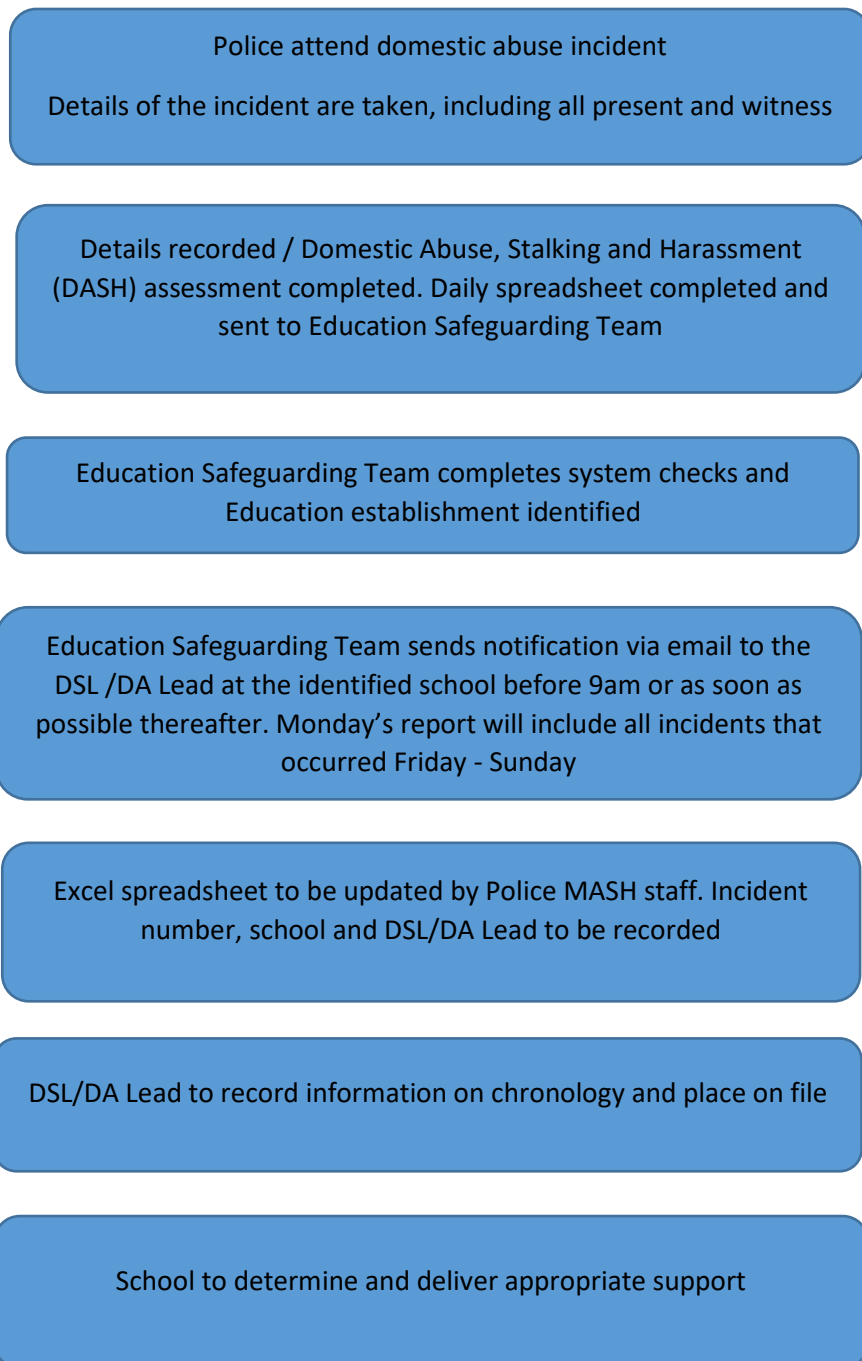 Police attend domestic abuse incident
Details of the incident are taken, including all present and witness
Details recorded / Domestic Abuse, Stalking and Harassment
(DASH) assessment completed. Daily spreadsheet completed and
sent to Education Safeguarding Team
Education Safeguarding Team completes system checks and
Education establishment identified
Education Safeguarding Team sends notification via email to the
DSL /DA Lead at the identified school before 9am or as soon as
possible thereafter. Monday’s report will include all incidents that
occurred Friday - Sunday
Excel spreadsheet to be updated by Police MASH staff. Incident
number, school and DSL/DA Lead to be recorded
DSL/DA Lead to record information on chronology and place on file
School to determine and deliver appropriate support